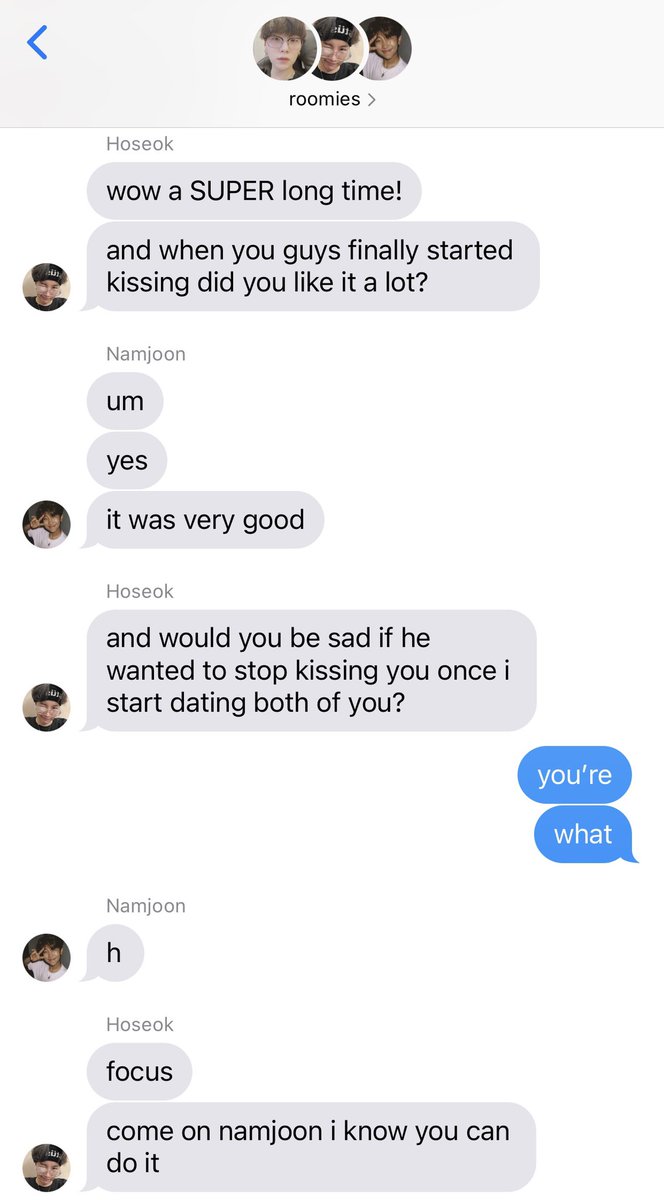 roomies
Hoseok
wow a SUPER long time!
and when you guys finally started
kissing did you like it a lot?
Namjoon
um
yes
it was very good
Hoseok
and would you be sad if he
wanted to stop kissing you once i
start dating both of you?
you’re
what
Namjoon
h
Hoseok
focus
come on namjoon i know you can
do it